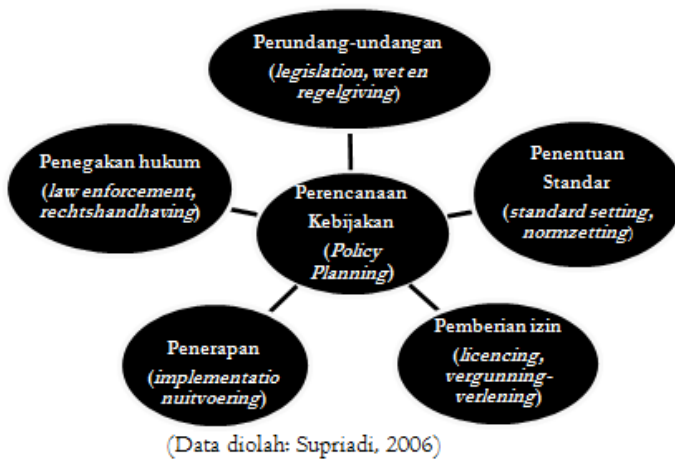 Perundang-undangan
(legislation, wet en
regelgiving)
Penegakan hukum
(law enforcement,
rechtshandhaving)
Penentuan
Standar
(standard setting,
normzetting)
Perencanaan
Kebijakan
(Policy
Planning)
Penerapan
(implementatio
nuitvoering)
Pemberian izin
(licencing,
vergunning-
verlening)
(Data diolah: Supriadi, 2006)